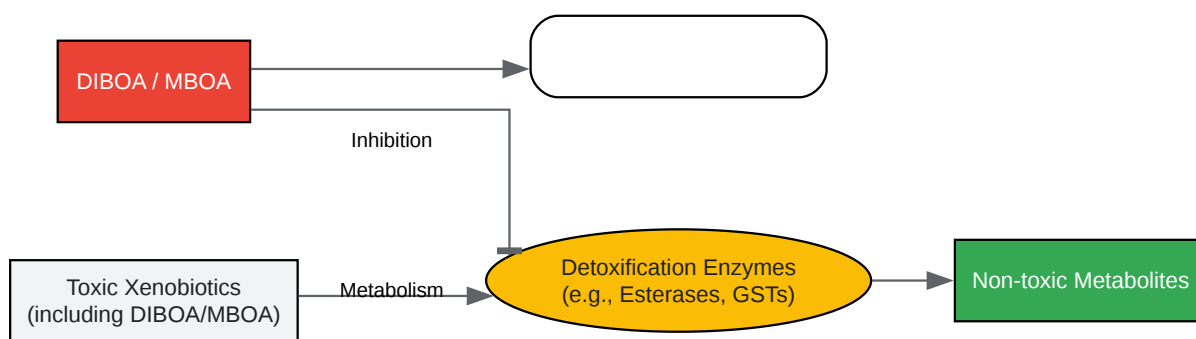 DIBOA / MBOA
Inhibition
Toxic Xenobiotics
(including DIBOA/MBOA)
Metabolism
Detoxification Enzymes
(e.g., Esterases, GSTs)
Non-toxic Metabolites